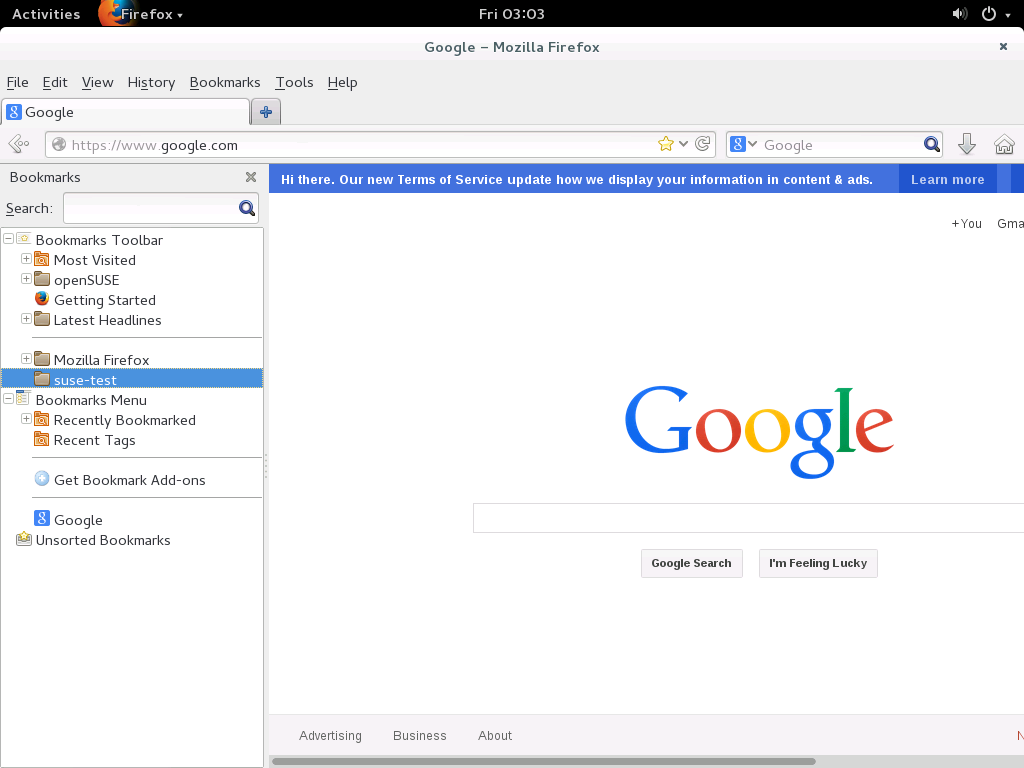 Activities Firefox Fri 03:03
Google – Mozilla Firefox
File Edit View History Bookmarks Tools Help
Google
https://www.google.com Google
Bookmarks
Search:
Bookmarks Toolbar
Most Visited
openSUSE
Getting Started
Latest Headlines
Mozilla Firefox
suse-test
Bookmarks Menu
Recently Bookmarked
Recent Tags
Get Bookmark Add-ons
Google
Unsorted Bookmarks
Hi there. Our new Terms of Service update how we display your information in content & ads. Learn more
+You Gma
Google
Google Search I'm Feeling Lucky
Advertising Business About N